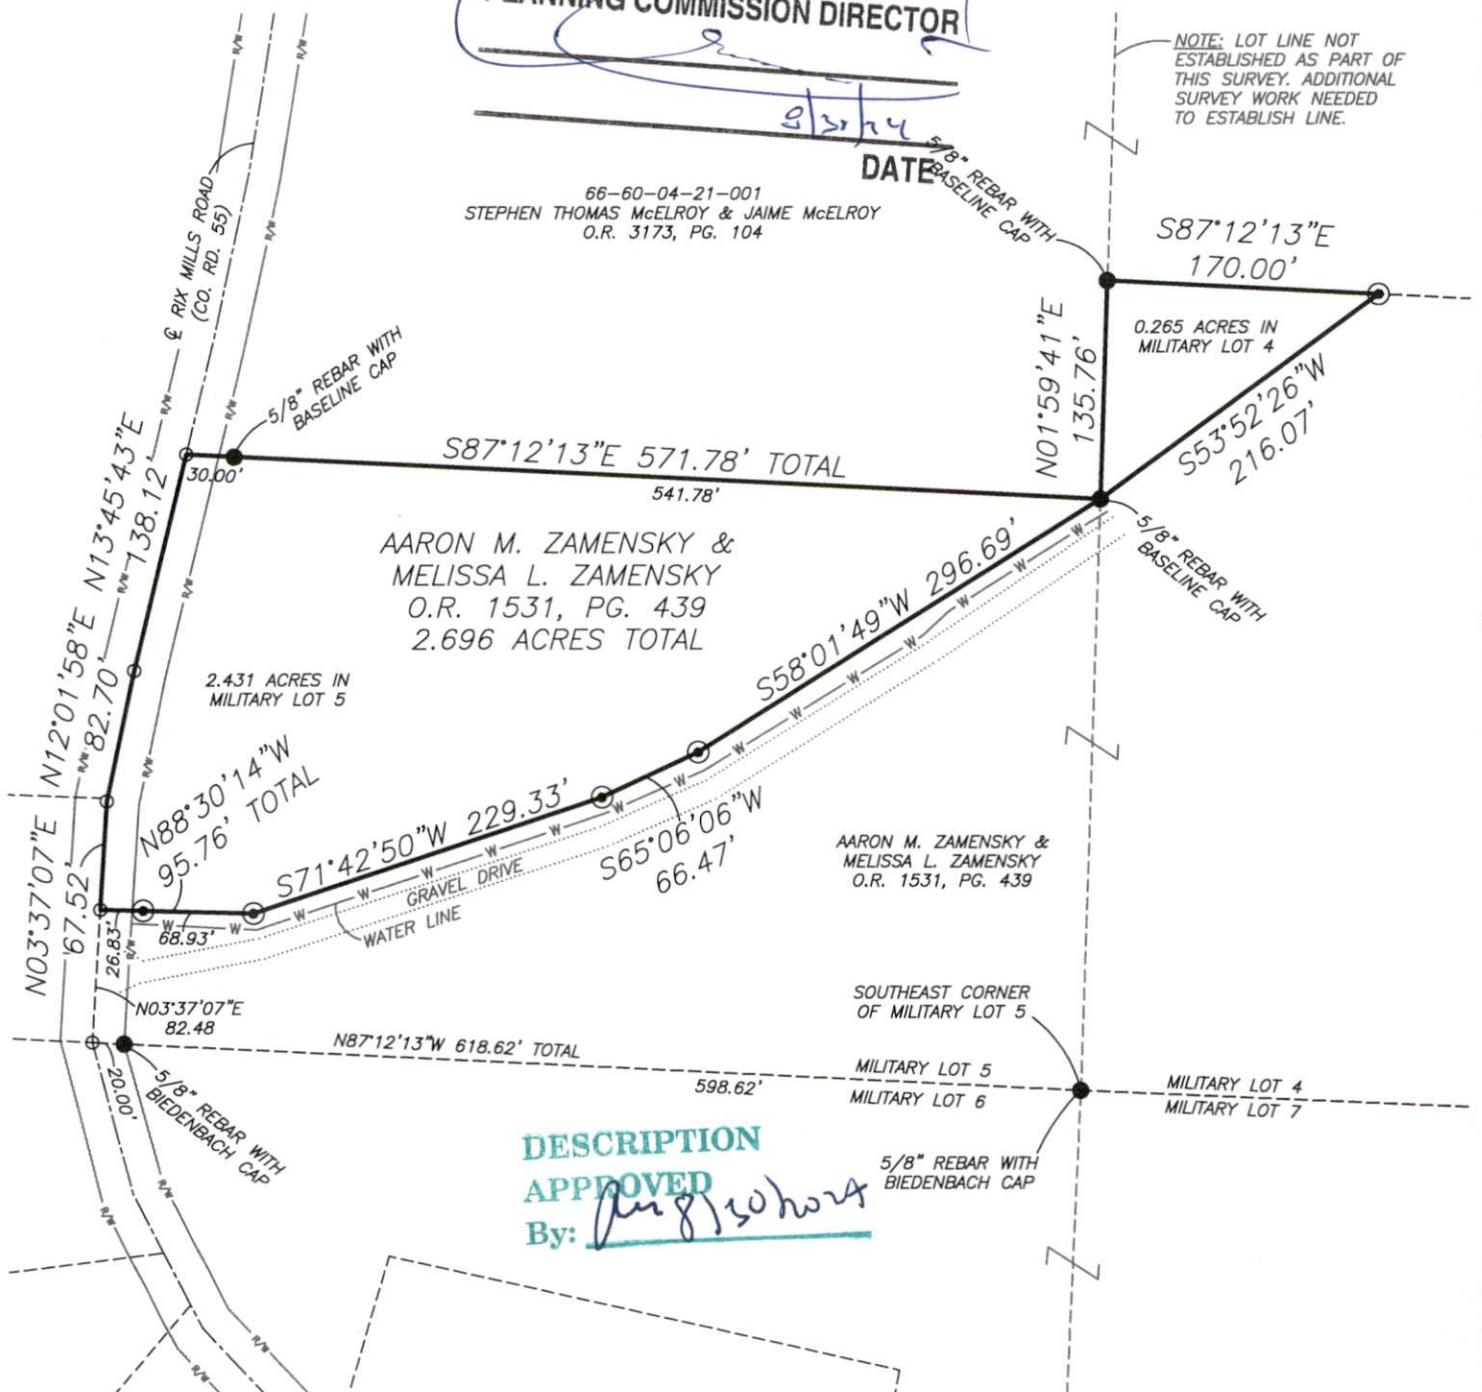 PLANNING COMMISSION DIRECTOR
DATE
NOTE: LOT LINE NOT
ESTABLISHED AS PART OF
THIS SURVEY. ADDITIONAL
SURVEY WORK NEEDED
TO ESTABLISH LINE.
5/8" REBAR WITH
BASELINE CAP
66-60-04-21-001
STEPHEN THOMAS McELROY & JAIME McELROY
O.R. 3173, PG. 104
S87°12'13"E
170.00'
℄ RIX MILLS ROAD
(CO. RD. 55)
R/W
R/W
R/W
R/W
R/W
R/W
N01°59'41"E
135.76'
0.265 ACRES IN
MILITARY LOT 4
S53°52'26"W
216.07'
5/8" REBAR WITH
BASELINE CAP
30.00'
S87°12'13"E 571.78' TOTAL
541.78'
N13°45'43"E
138.12'
5/8" REBAR WITH
BASELINE CAP
AARON M. ZAMENSKY &
MELISSA L. ZAMENSKY
O.R. 1531, PG. 439
2.696 ACRES TOTAL
R/W
R/W
2.431 ACRES IN
MILITARY LOT 5
S58°01'49"W 296.69'
W W W W W W W
N12°01'58"E
82.70'
R/W
R/W
N88°30'14"W
95.76' TOTAL
S71°42'50"W 229.33'
W W W W W W W W
GRAVEL DRIVE
WATER LINE
S65°06'06"W
66.47'
AARON M. ZAMENSKY &
MELISSA L. ZAMENSKY
O.R. 1531, PG. 439
N03°37'07"E
67.52'
26.83'
R/W
68.93'
W W
N03°37'07"E
82.48
SOUTHEAST CORNER
OF MILITARY LOT 5
N87°12'13"W 618.62' TOTAL
598.62'
MILITARY LOT 5
MILITARY LOT 6
MILITARY LOT 4
MILITARY LOT 7
20.00'
5/8" REBAR WITH
BIEDENBACH CAP
5/8" REBAR WITH
BIEDENBACH CAP
DESCRIPTION
APPROVED
By: 8/30/2024
R/W
R/W
R/W
R/W